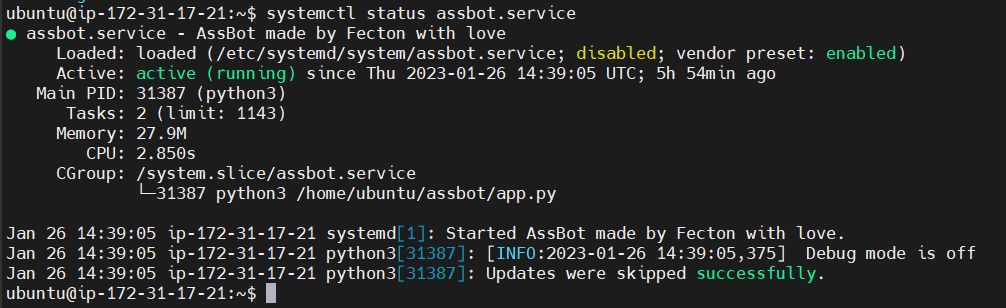 ubuntu@ip-172-31-17-21:~$ systemctl status assbot.service
● assbot.service - AssBot made by Fecton with love
Loaded: loaded (/etc/systemd/system/assbot.service; disabled; vendor preset: enabled)
Active: active (running) since Thu 2023-01-26 14:39:05 UTC; 5h 54min ago
Main PID: 31387 (python3)
Tasks: 2 (limit: 1143)
Memory: 27.9M
CPU: 2.850s
CGroup: /system.slice/assbot.service
└─31387 python3 /home/ubuntu/assbot/app.py
Jan 26 14:39:05 ip-172-31-17-21 systemd[1]: Started AssBot made by Fecton with love.
Jan 26 14:39:05 ip-172-31-17-21 python3[31387]: [INFO:2023-01-26 14:39:05,375]  Debug mode is off
Jan 26 14:39:05 ip-172-31-17-21 python3[31387]: Updates were skipped successfully.
ubuntu@ip-172-31-17-21:~$